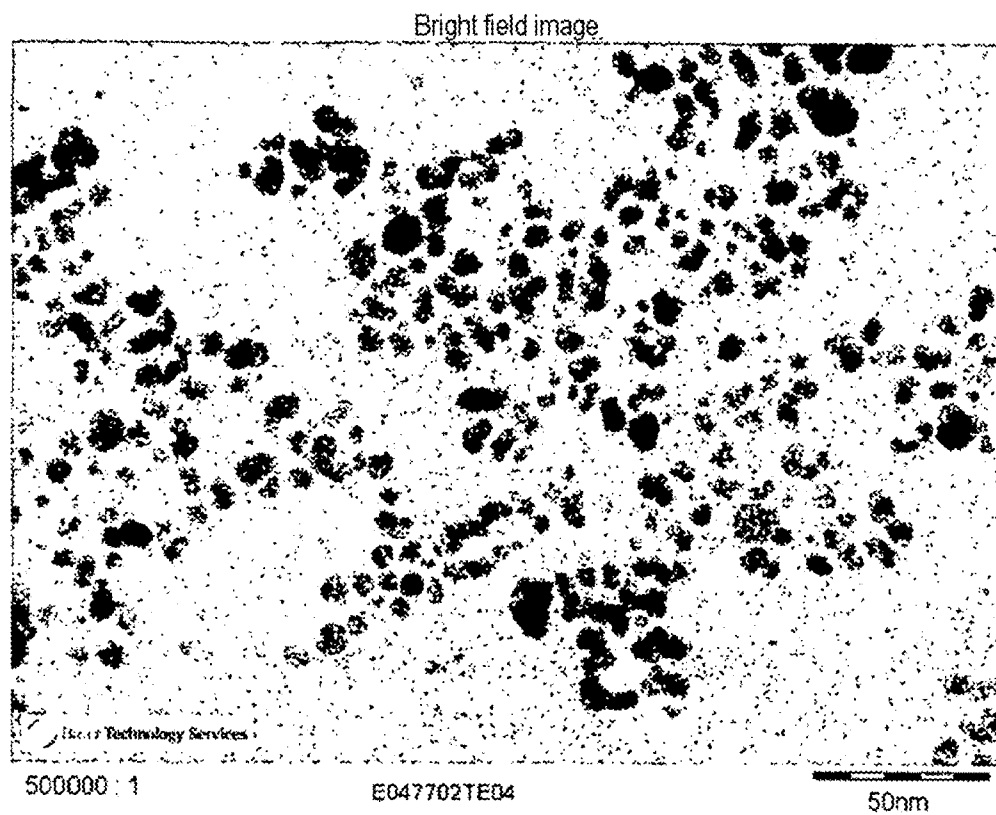 Bright field image
Technology Services
500000 : 1
E047702TE04
50nm